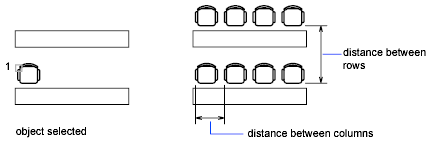 distance between
rows
1
object selected
distance between columns